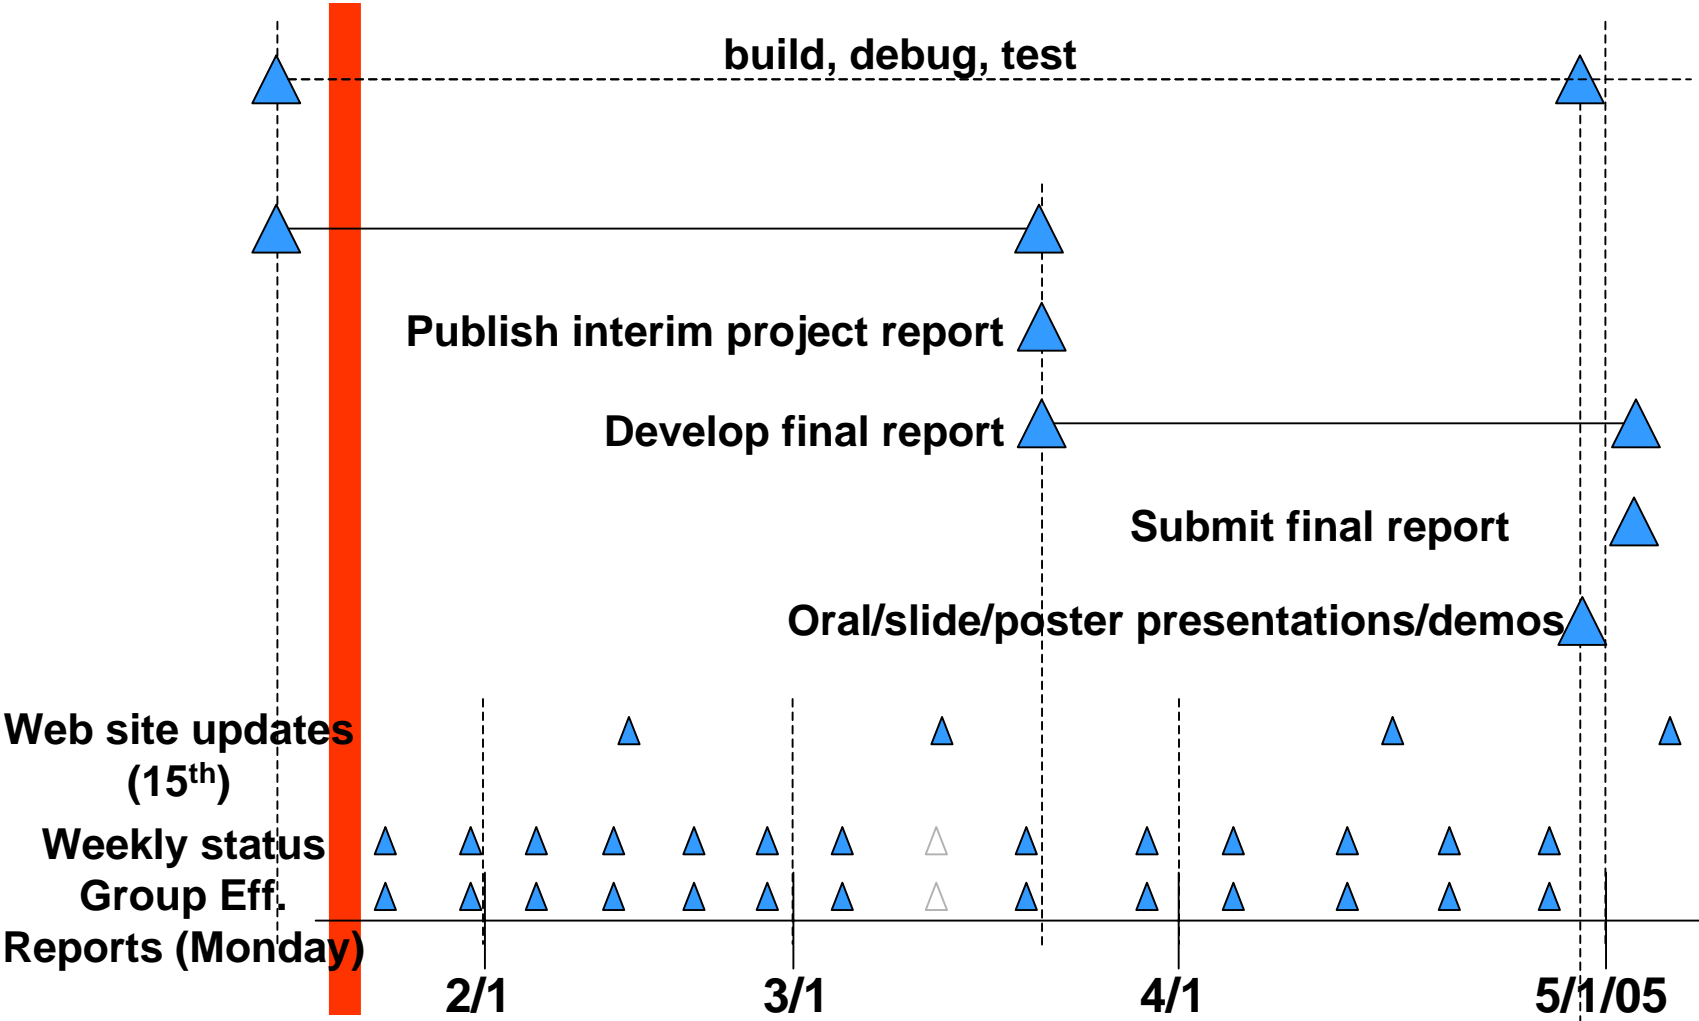 build, debug, test
Publish interim project report
Develop final report
Submit final report
Oral/slide/poster presentations/demos
Web site updates
(15th)
Weekly status
Group Eff.
Reports (Monday)
2/1 3/1 4/1 5/1/05